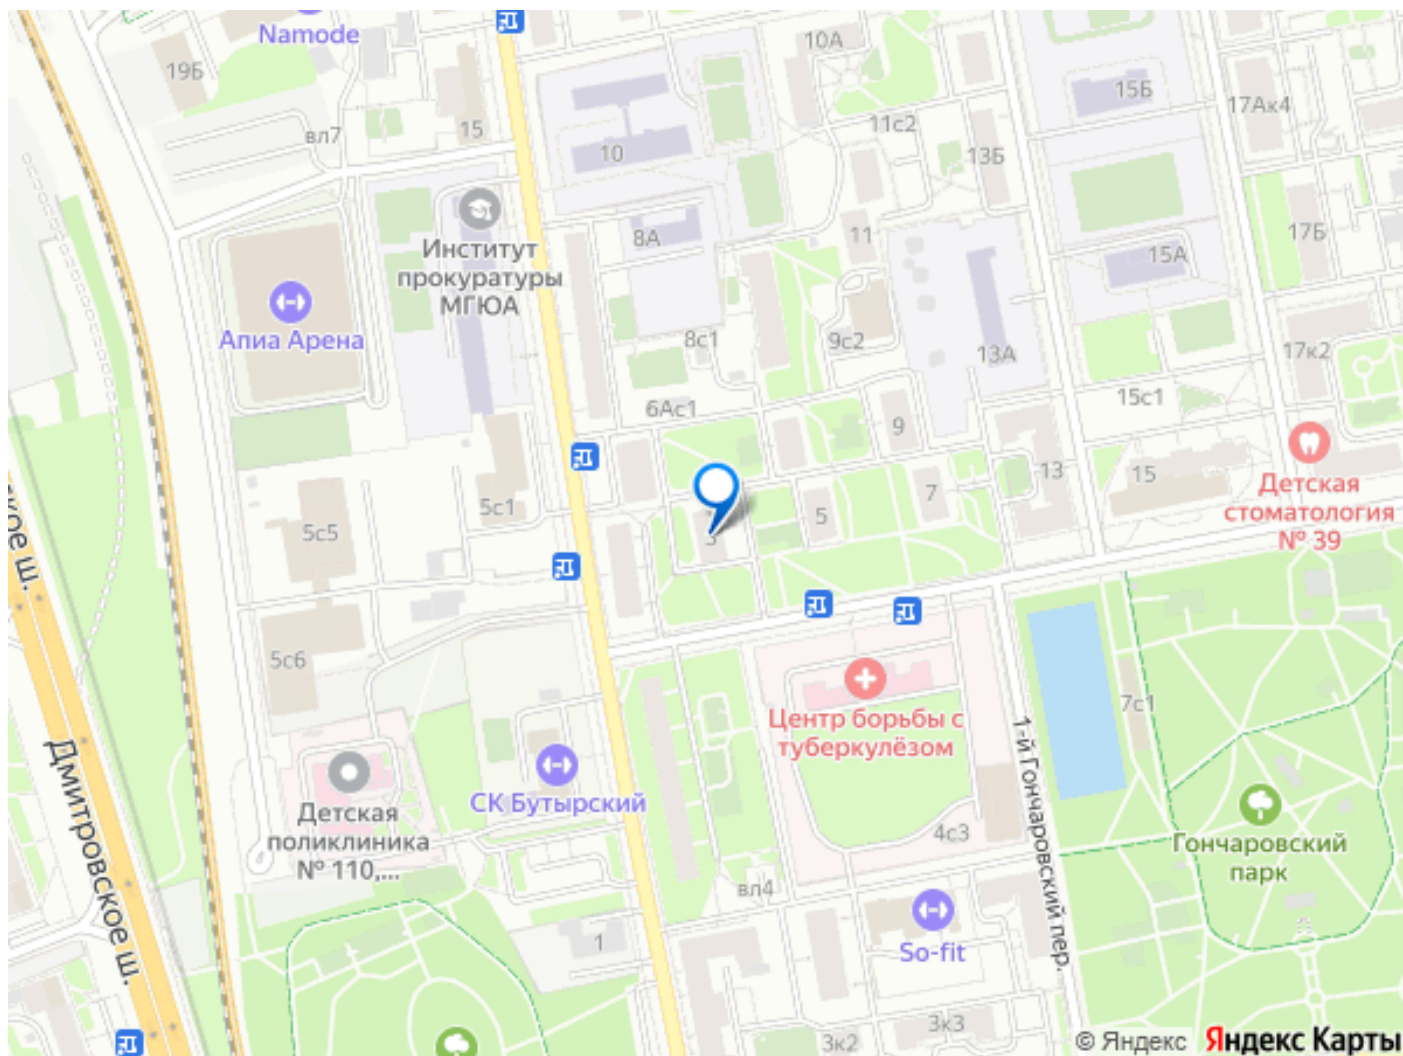 Namode
19Б
10А
15Б
17Ак4
вл7
15
11с2
10
13Б
Институт
прокуратуры
МГЮА
8А
11
17Б
15А
Апиа Арена
8с1
9с2
13А
17к2
6Ас1
15с1
9
Детская
стоматология
№ 39
5с1
7
13
15
5с5
3
5
ское ш.
5с6
Центр борьбы с
туберкулёзом
7с1
1-й Гончаровский пер.
Дмитровское ш.
СК Бутырский
Детская
поликлиника
№ 110,...
4с3
Гончаровский
парк
вл4
1
So-fit
3к2
3к3
© Яндекс Яндекс Карты